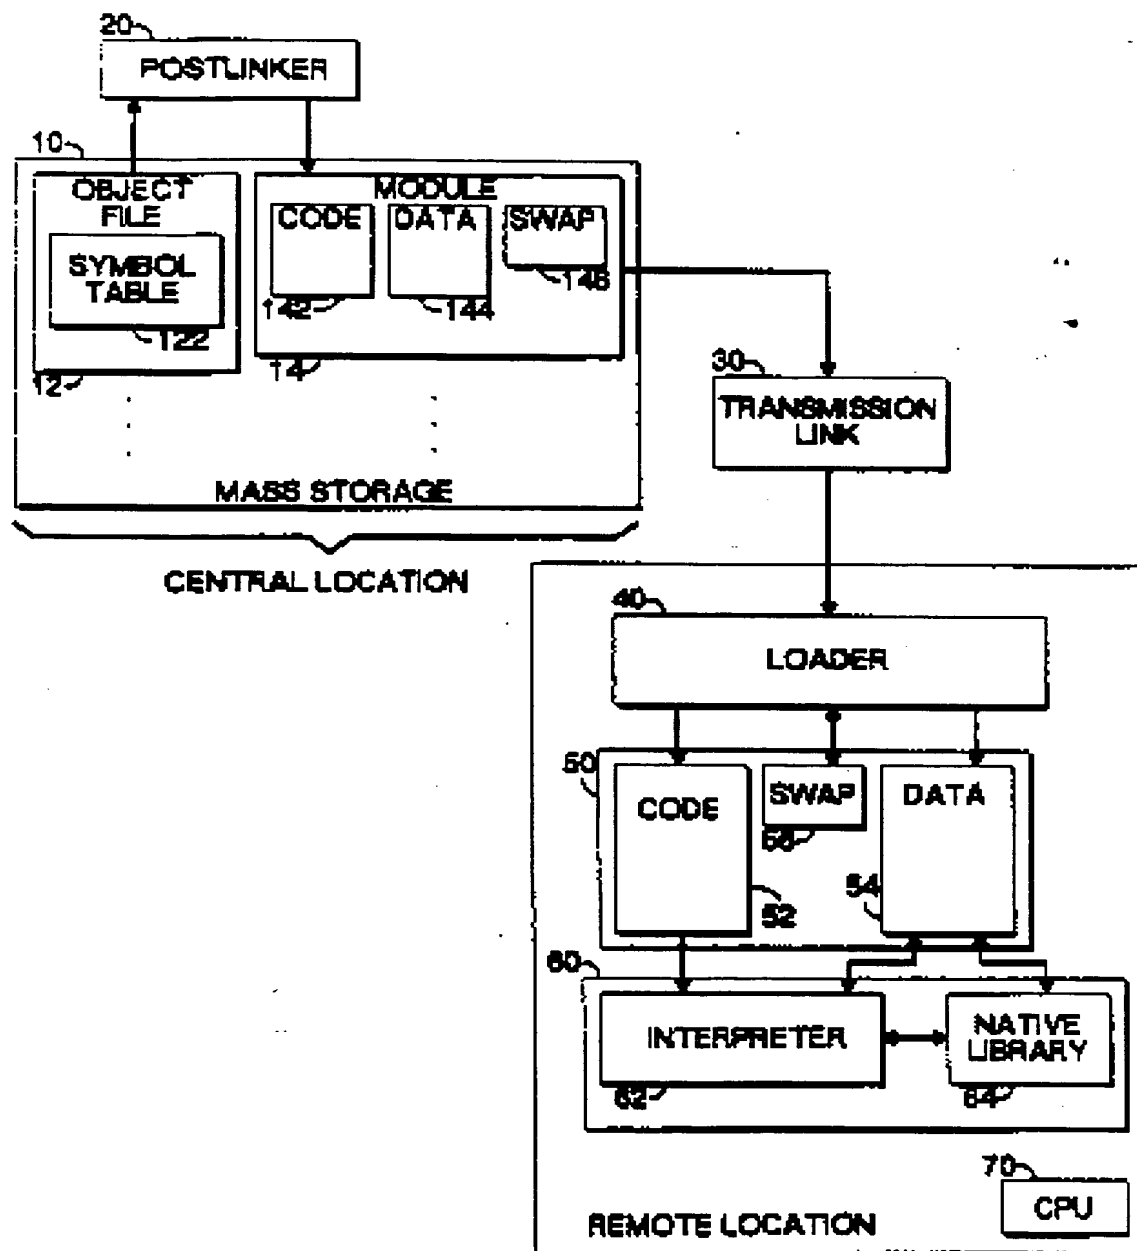 20
POSTLINKER
10
OBJECT
FILE
SYMBOL
TABLE
122
12
MODULE
CODE
142
DATA
144
SWAP
146
14
MASS STORAGE
CENTRAL LOCATION
30
TRANSMISSION
LINK
40
LOADER
50
CODE
52
SWAP
56
DATA
54
60
INTERPRETER
62
NATIVE
LIBRARY
64
70
CPU
REMOTE LOCATION